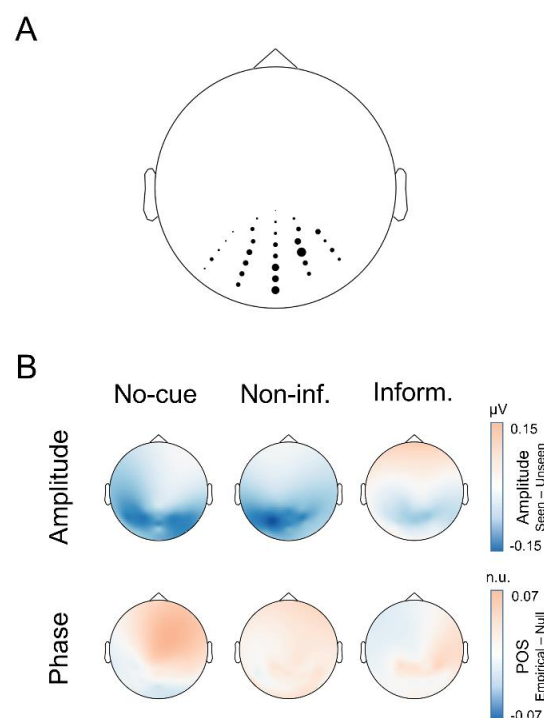 A
B
No-cue Non-inf. Inform.
Amplitude
µV
0.15
Amplitude
Seen – Unseen
-0.15
Phase
n.u.
0.07
POS
Empirical – Null
-0.07